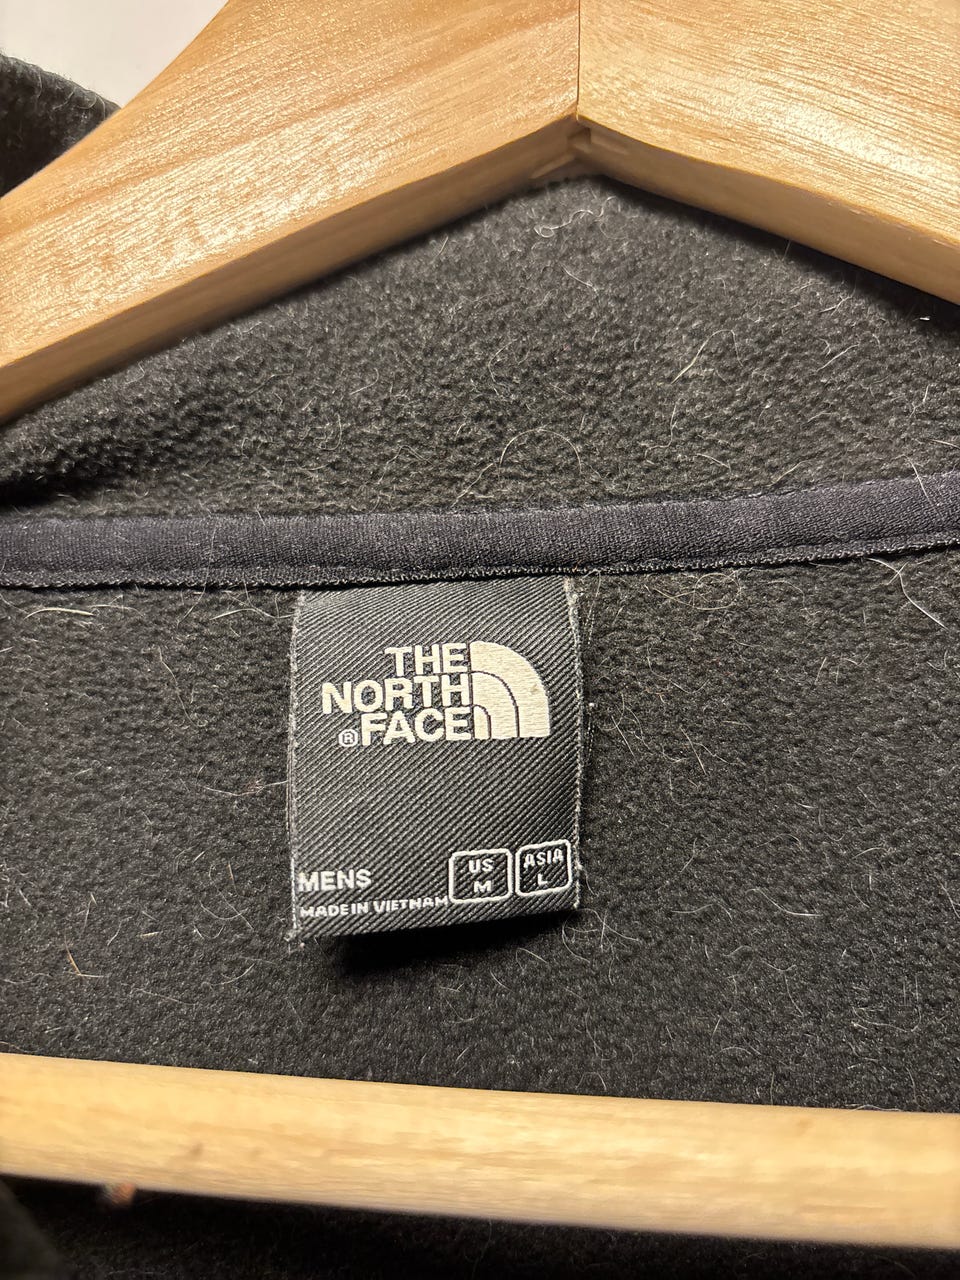 THE
NORTH
® FACE
MENS
US
M
ASIA
L
MADE IN VIETNAM